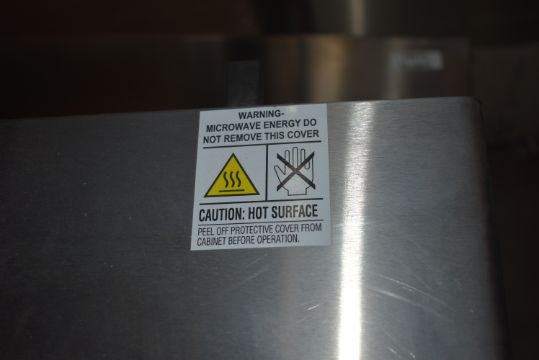 WARNING-
MICROWAVE ENERGY DO
NOT REMOVE THIS COVER
CAUTION: HOT SURFACE
PEEL OFF PROTECTIVE COVER FROM
CABINET BEFORE OPERATION.